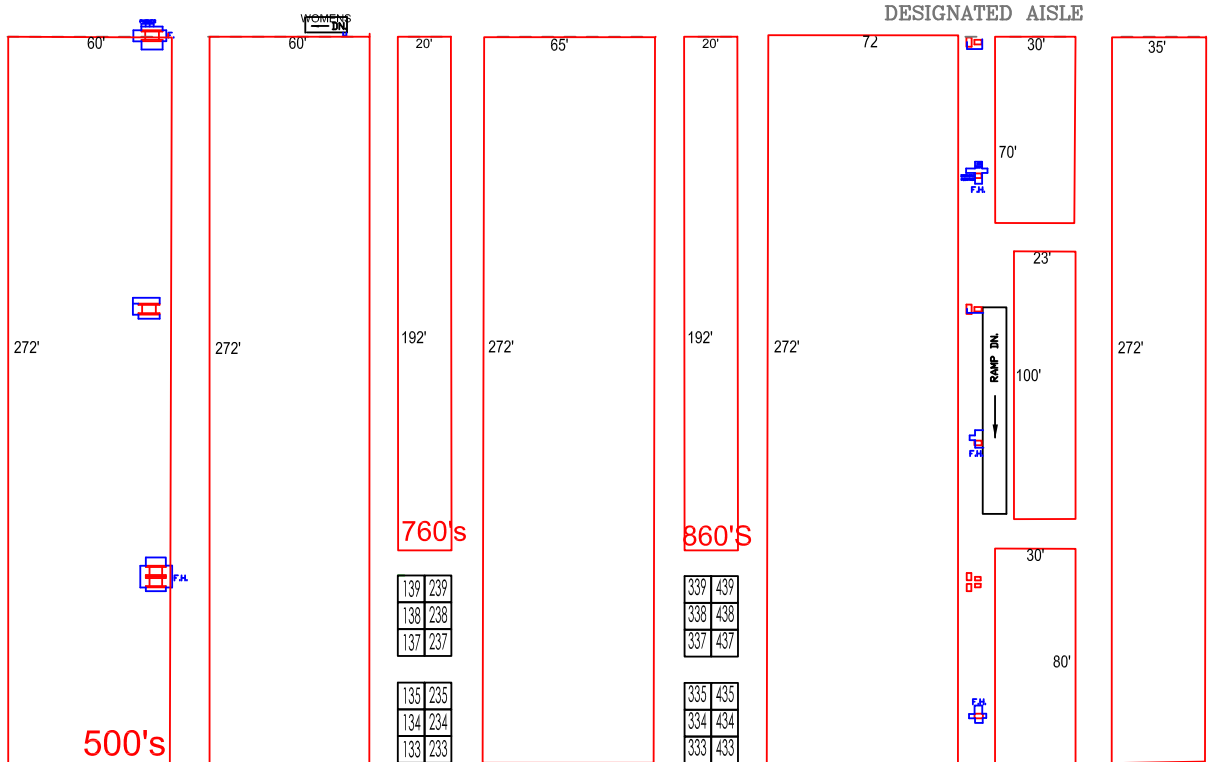 DESIGNATED AISLE
WOMENS
DN.
60'
60'
20'
65'
20'
72
30'
35'
70'
F.H.
23'
272'
272'
192'
272'
192'
272'
RAMP DN.
100'
272'
F.H.
760's
860'S
30'
F.H.
139 239
138 238
137 237
339 439
338 438
337 437
80'
135 235
134 234
133 233
335 435
334 434
333 433
F.H.
500's